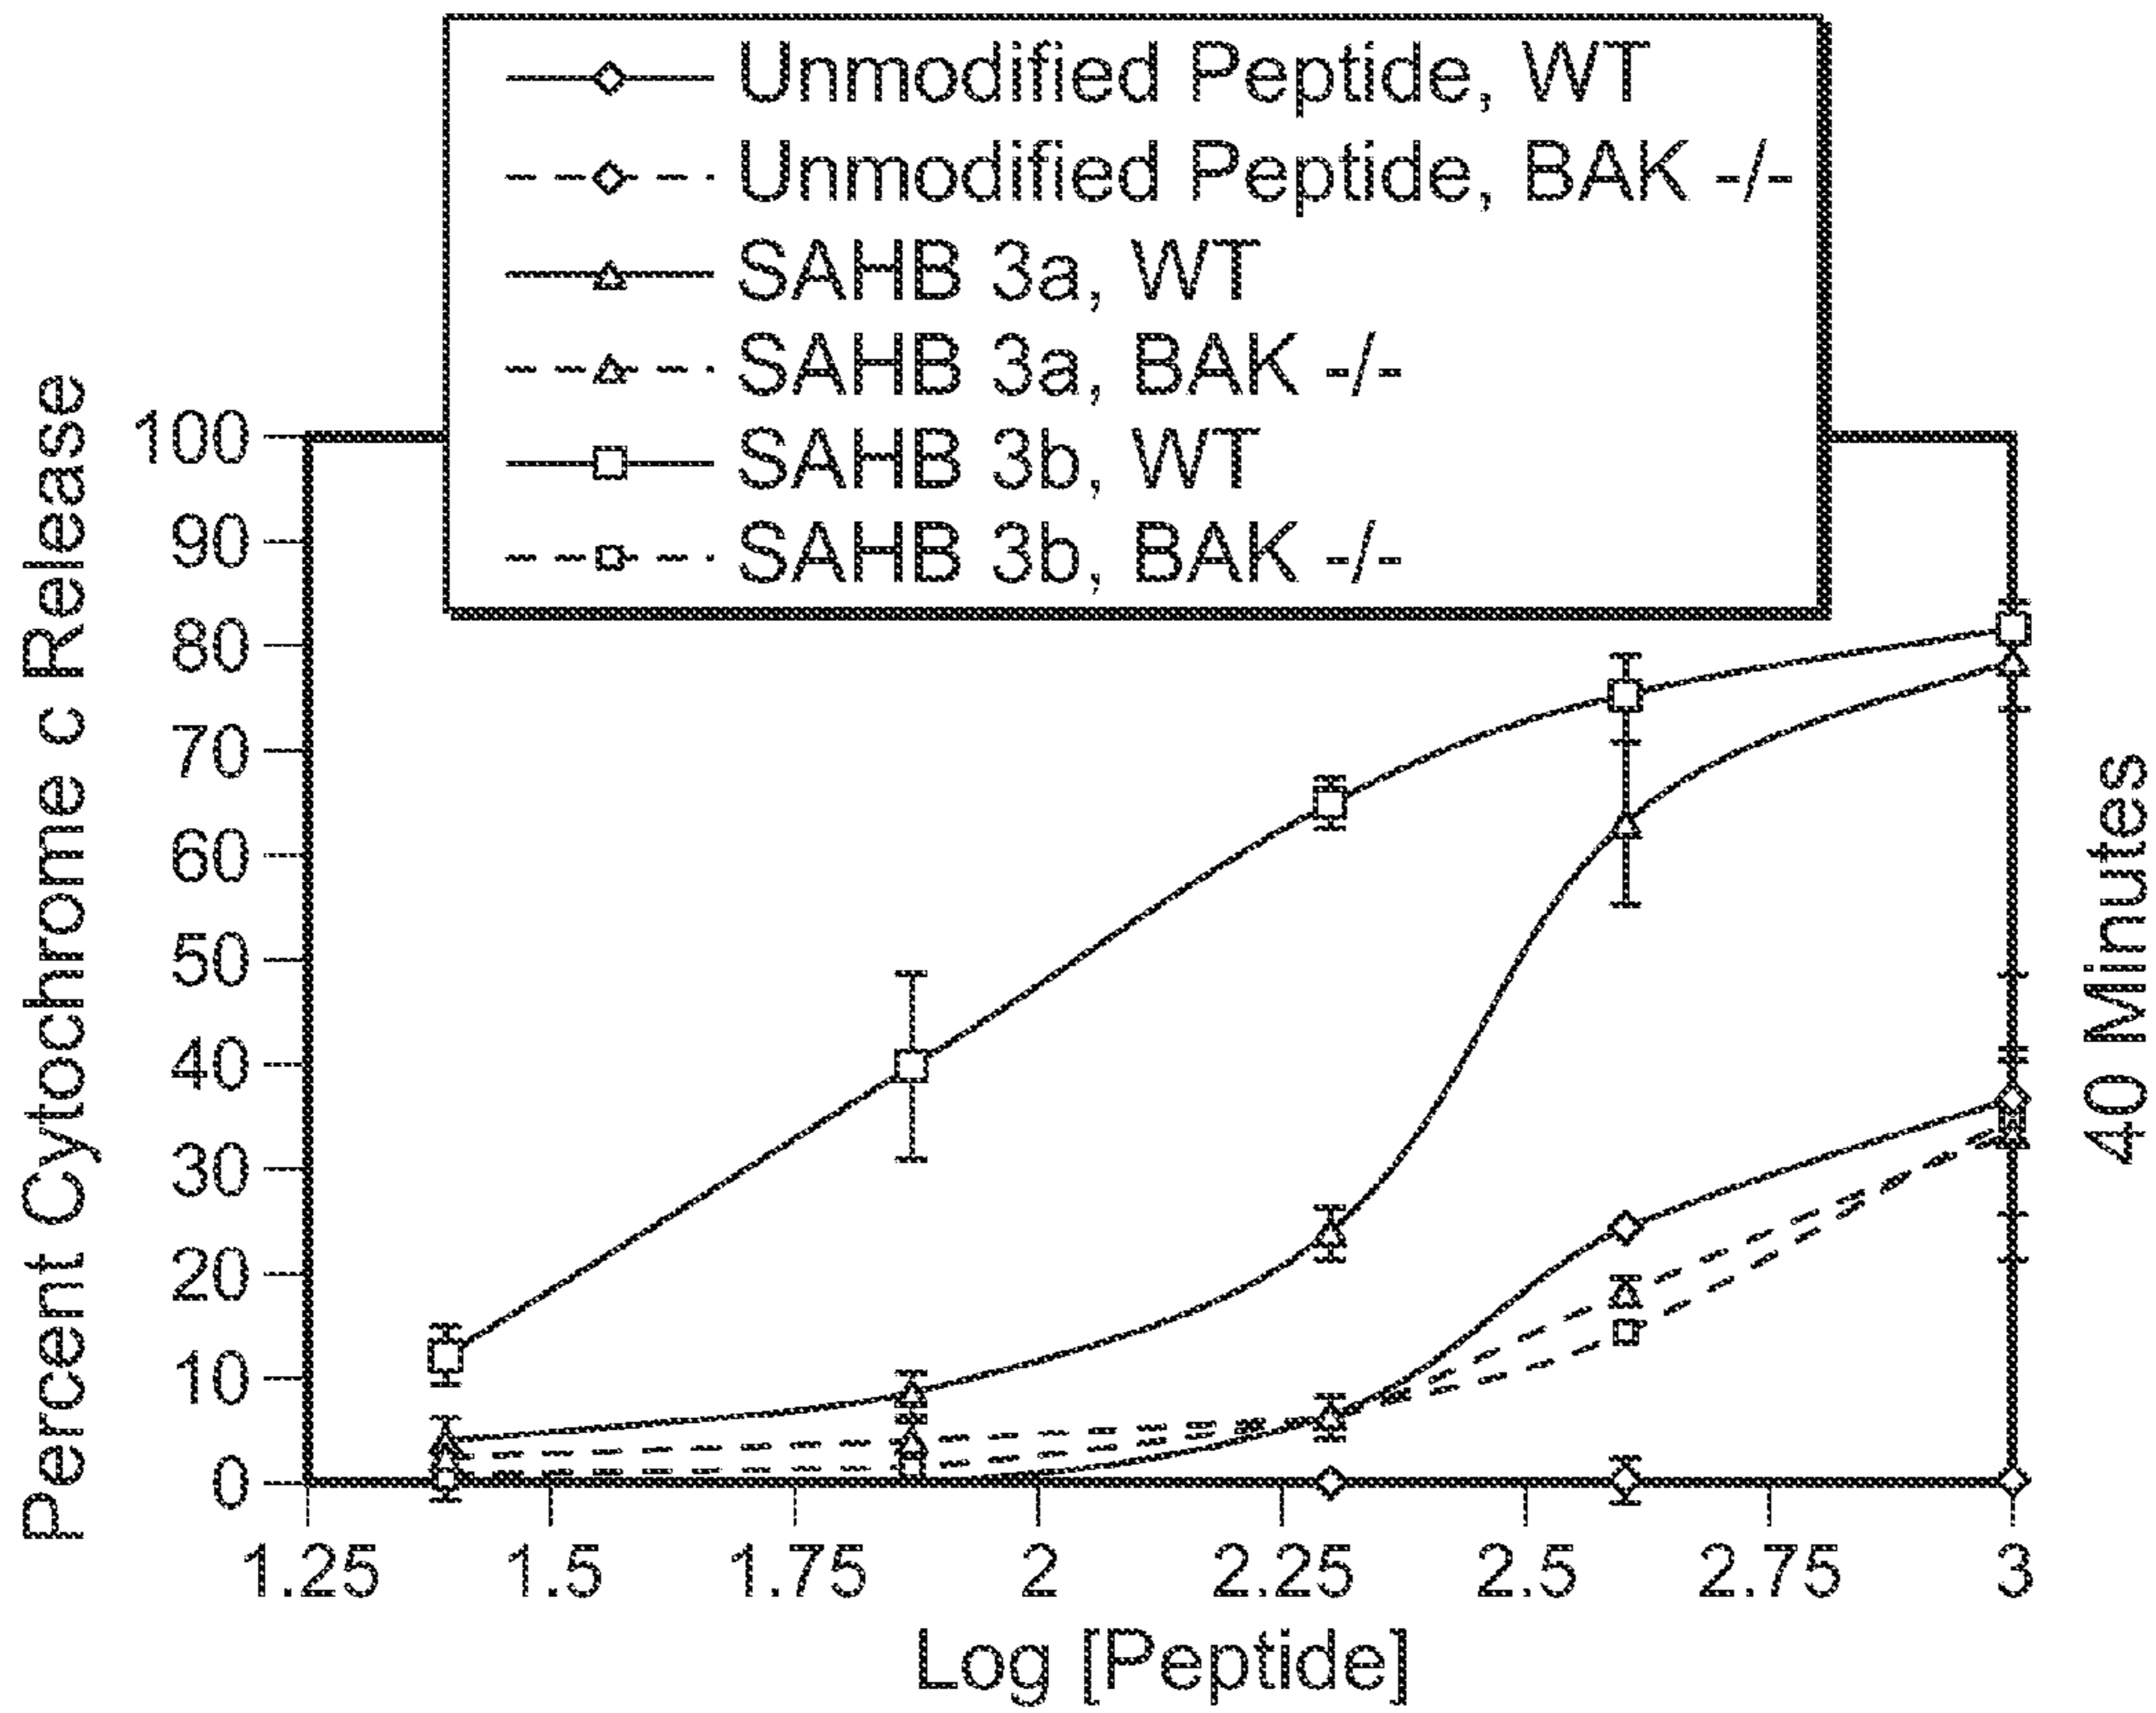 Unmodified Peptide, WT
Unmodified Peptide, BAK -/-
SAHB 3a, WT
SAHB 3a, BAK -/-
SAHB 3b, WT
SAHB 3b, BAK -/-
Percent Cytochrome c Release
100
90
80
70
60
50
40
30
20
10
0
1.25 1.5 1.75 2 2.25 2.5 2.75 3
Log [Peptide]
40 Minutes